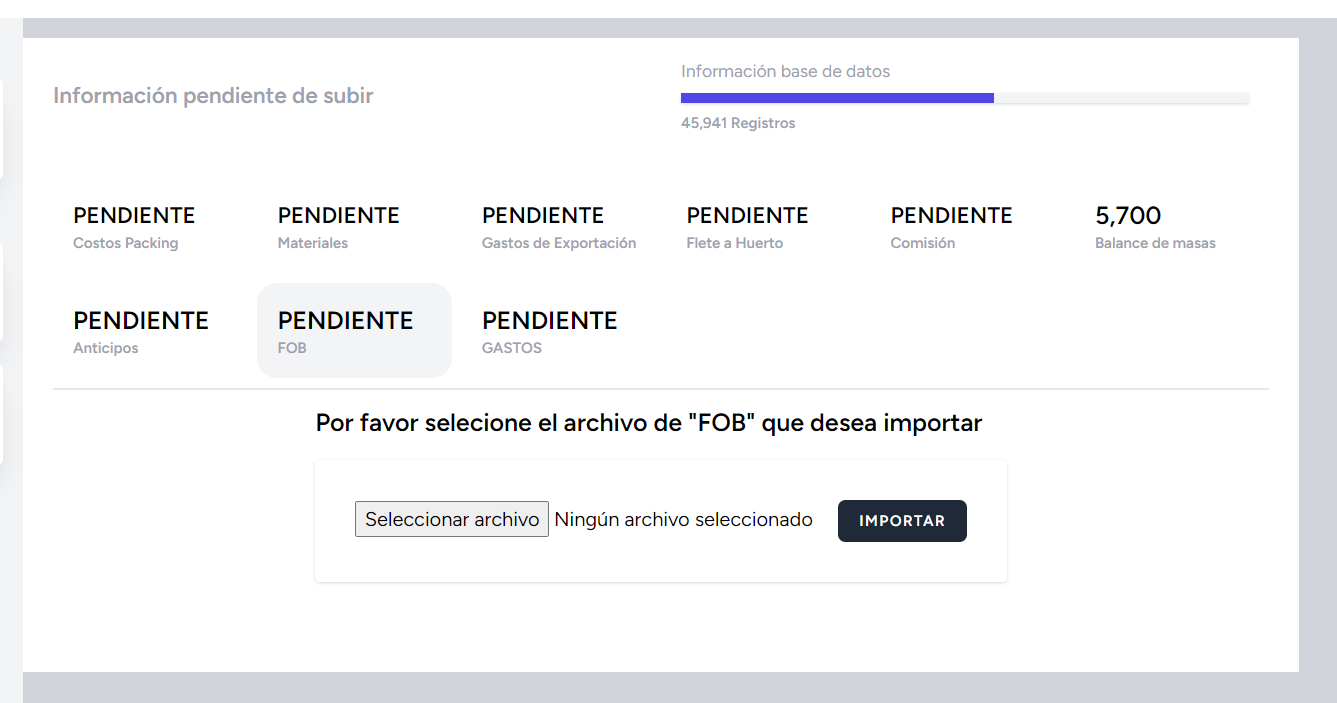 Información base de datos
Información pendiente de subir
45,941 Registros
PENDIENTE PENDIENTE PENDIENTE PENDIENTE PENDIENTE 5,700
Costos Packing Materiales Gastos de Exportación Flete a Huerto Comisión Balance de masas
PENDIENTE PENDIENTE PENDIENTE
Anticipos FOB GASTOS
Por favor selecione el archivo de "FOB" que desea importar
Seleccionar archivo Ningún archivo seleccionado IMPORTAR